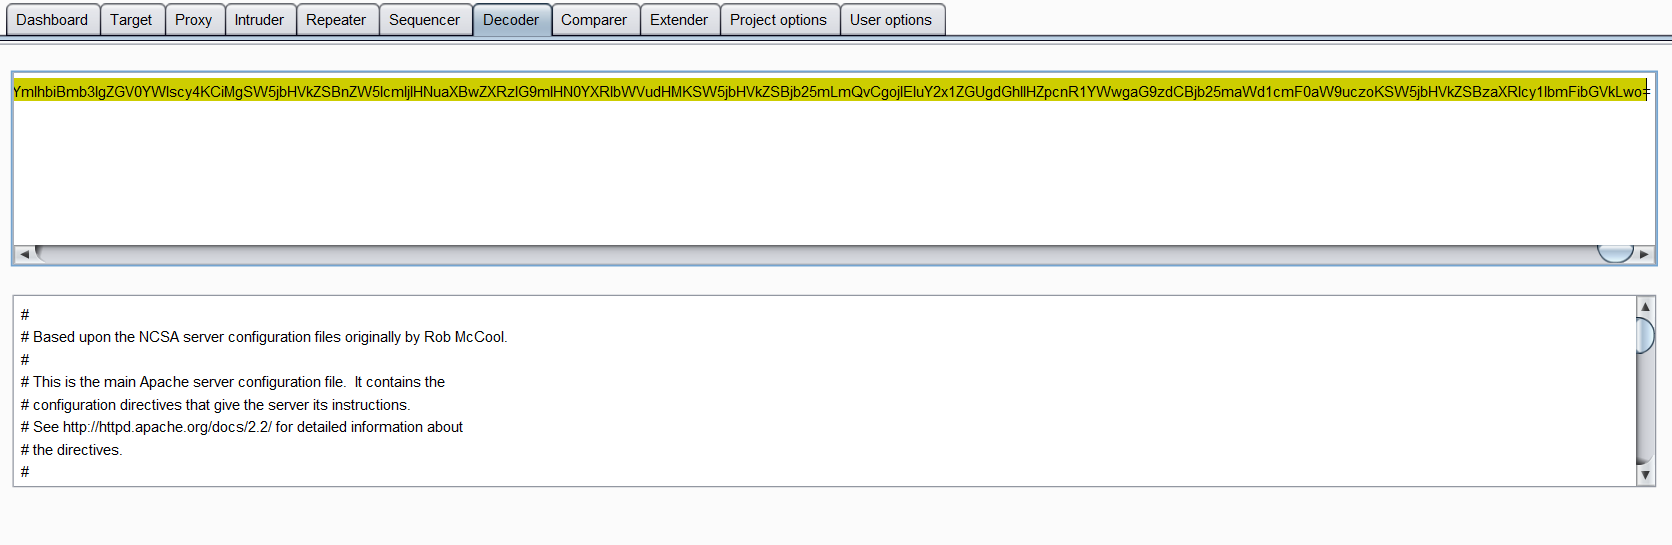 Dashboard Target Proxy Intruder Repeater Sequencer Decoder Comparer Extender Project options User options
YmlhbiBmb3IgZGV0YWlscy4KCiMgSW5jbHVkZSBnZW5lcmljIHNuaXBwZXRzIG9mIHN0YXRlbWVudHMKSW5jbHVkZSBjb25mLmQvCgojIEluY2x1ZGUgdGhlIHZpcnR1YWwgaG9zdCBjb25maWd1cmF0aW9uczoKSW5jbHVkZSBzaXRlcy1lbmFibGVkLwo=
#
# Based upon the NCSA server configuration files originally by Rob McCool.
#
# This is the main Apache server configuration file.  It contains the
# configuration directives that give the server its instructions.
# See http://httpd.apache.org/docs/2.2/ for detailed information about
# the directives.
#